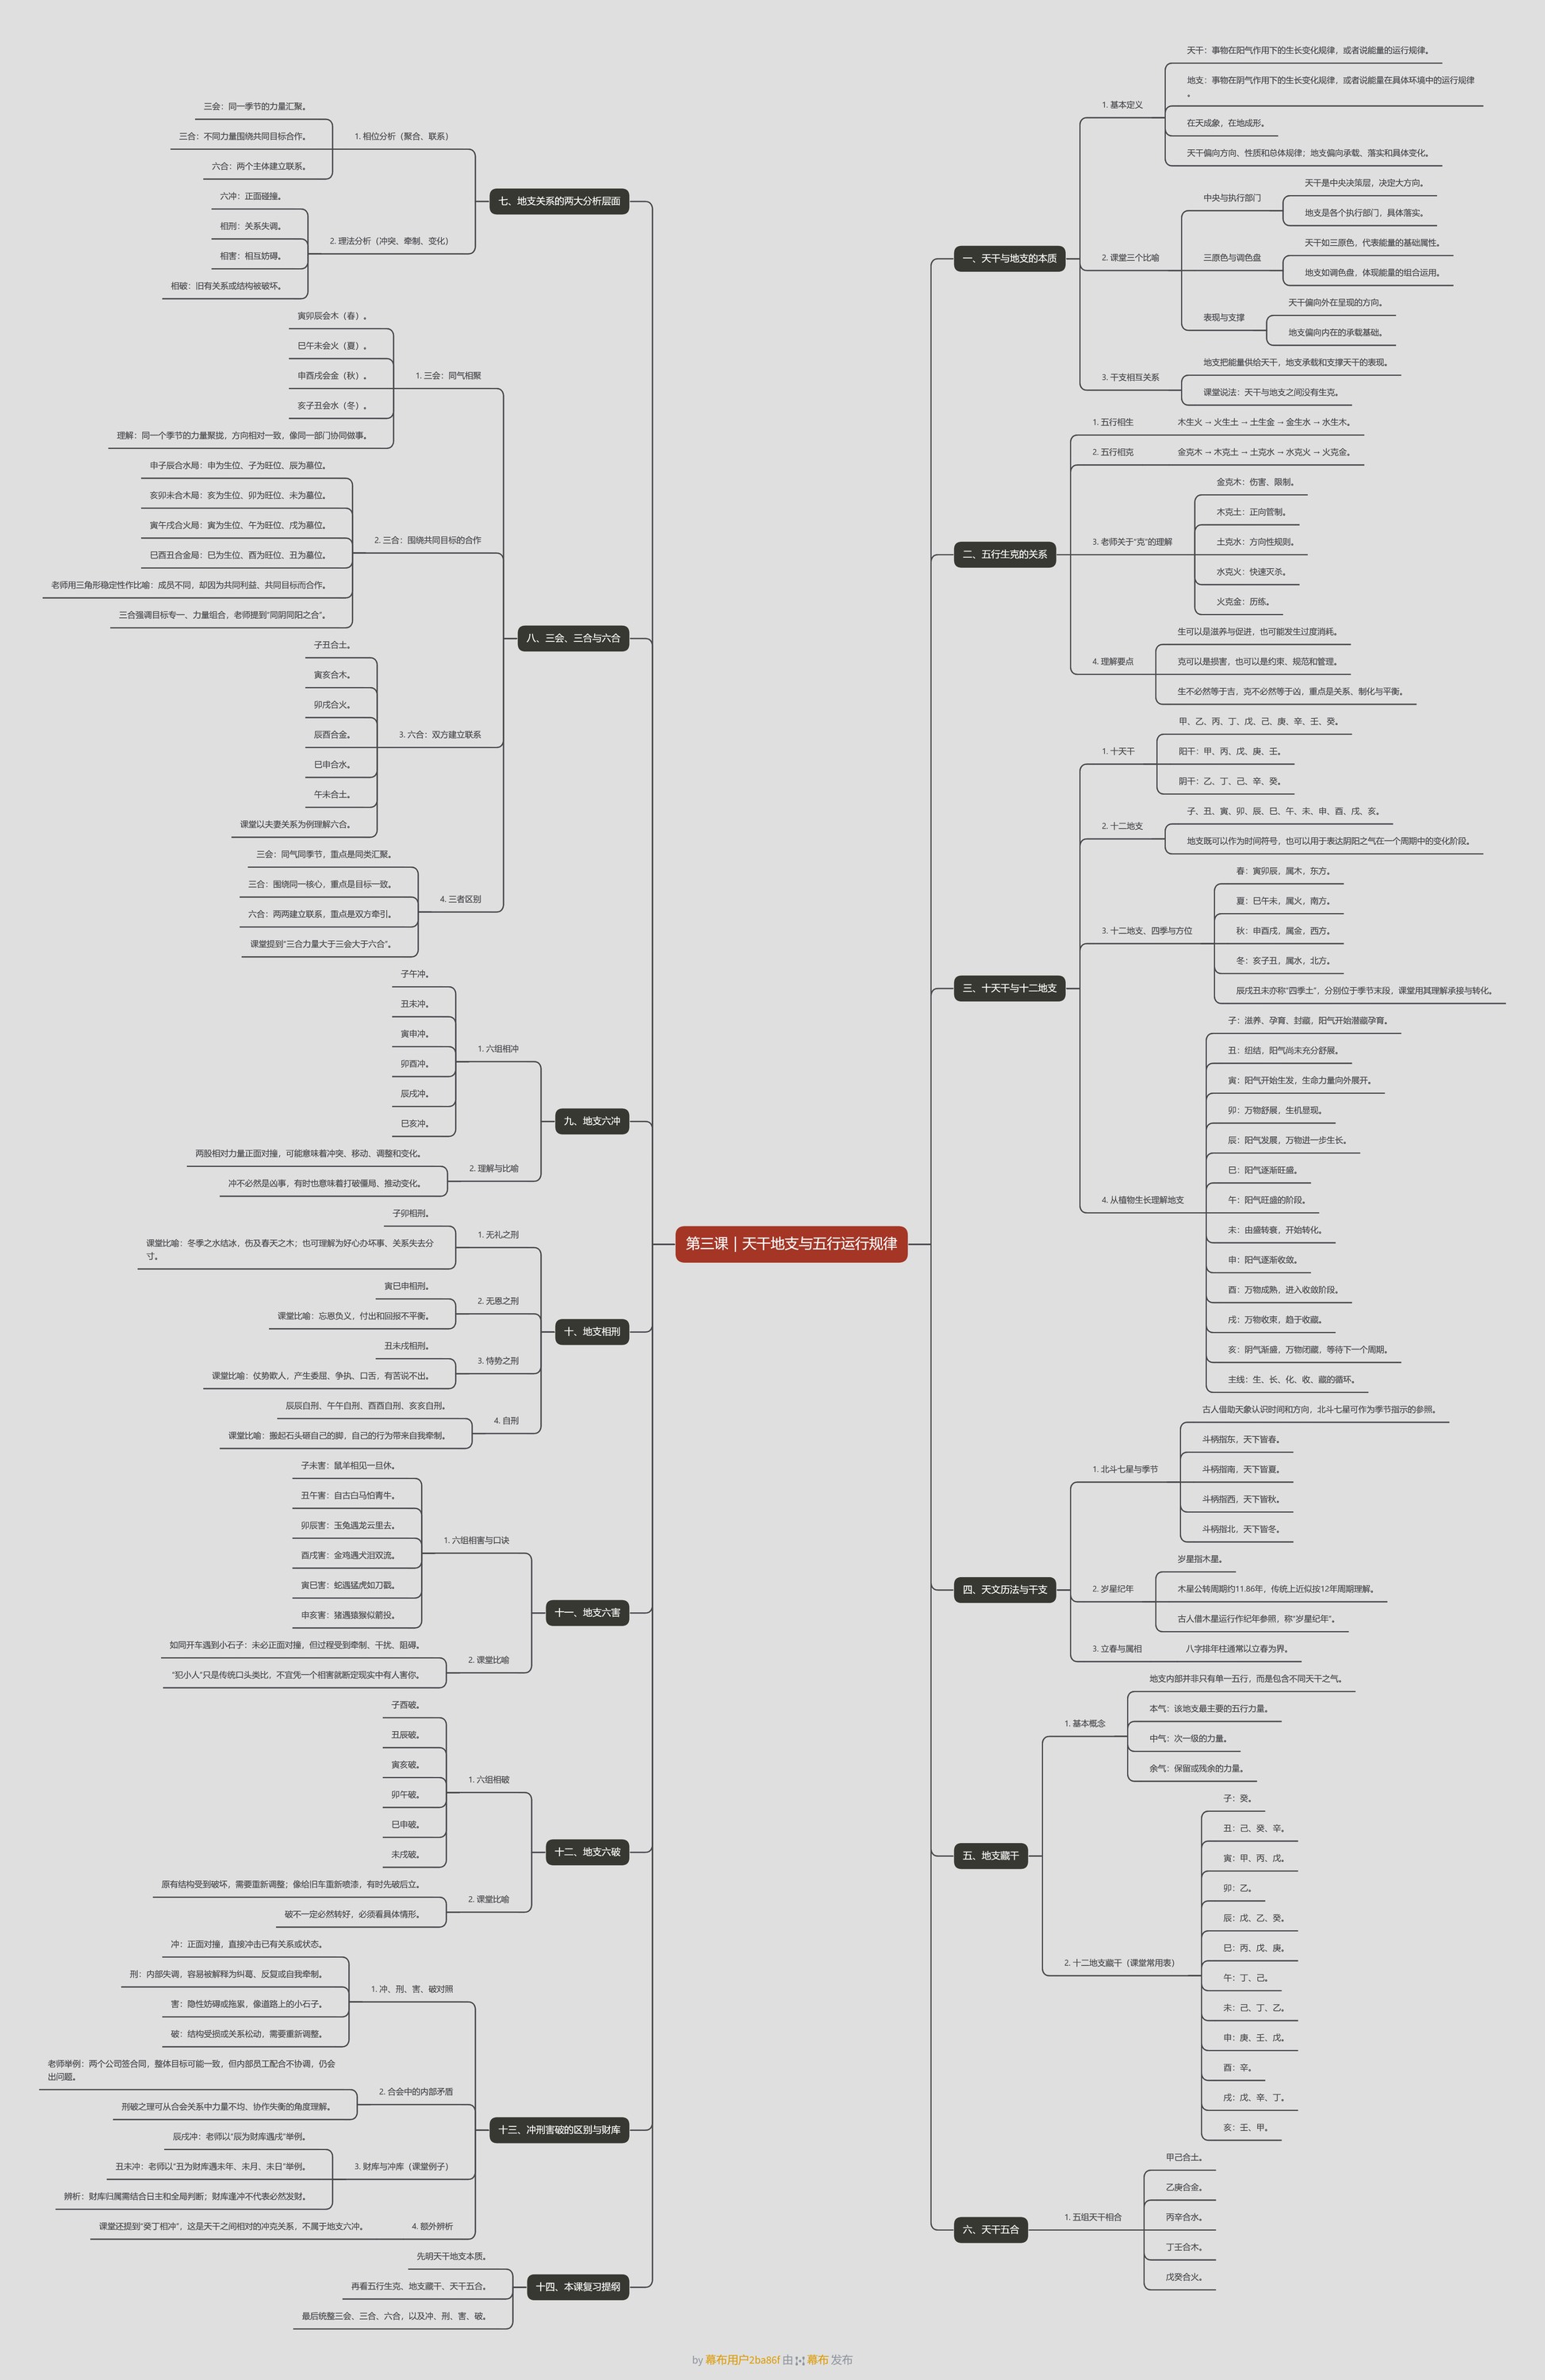 第三课｜天干地支与五行运行规律
一、天干与地支的本质
1. 基本定义
天干：事物在阳气作用下的生长变化规律，或者说能量的运行规律。
地支：事物在阴气作用下的生长变化规律，或者说能量在具体环境中的运行规律
。
在天成象，在地成形。
天干偏向方向、性质和总体规律；地支偏向承载、落实和具体变化。
2. 课堂三个比喻
中央与执行部门
天干是中央决策层，决定大方向。
地支是各个执行部门，具体落实。
三原色与调色盘
天干如三原色，代表能量的基础属性。
地支如调色盘，体现能量的组合运用。
表现与支撑
天干偏向外在呈现的方向。
地支偏向内在的承载基础。
3. 干支相互关系
地支把能量供给天干，地支承载和支撑天干的表现。
课堂说法：天干与地支之间没有生克。
二、五行生克的关系
1. 五行相生
木生火 → 火生土 → 土生金 → 金生水 → 水生木。
2. 五行相克
金克木 → 木克土 → 土克水 → 水克火 → 火克金。
3. 老师关于“克”的理解
金克木：伤害、限制。
木克土：正向管制。
土克水：方向性规则。
水克火：快速灭杀。
火克金：历练。
4. 理解要点
生可以是滋养与促进，也可能发生过度消耗。
克可以是损害，也可以是约束、规范和管理。
生不必然等于吉，克不必然等于凶，重点是关系、制化与平衡。
三、十天干与十二地支
1. 十天干
甲、乙、丙、丁、戊、己、庚、辛、壬、癸。
阳干：甲、丙、戊、庚、壬。
阴干：乙、丁、己、辛、癸。
2. 十二地支
子、丑、寅、卯、辰、巳、午、未、申、酉、戌、亥。
地支既可以作为时间符号，也可以用于表达阴阳之气在一个周期中的变化阶段。
3. 十二地支、四季与方位
春：寅卯辰，属木，东方。
夏：巳午未，属火，南方。
秋：申酉戌，属金，西方。
冬：亥子丑，属水，北方。
辰戌丑未亦称“四季土”，分别位于季节末段，课堂用其理解承接与转化。
4. 从植物生长理解地支
子：滋养、孕育、封藏，阳气开始潜藏孕育。
丑：纽结，阳气尚未充分舒展。
寅：阳气开始生发，生命力量向外展开。
卯：万物舒展，生机显现。
辰：阳气发展，万物进一步生长。
巳：阳气逐渐旺盛。
午：阳气旺盛的阶段。
未：由盛转衰，开始转化。
申：阳气逐渐收敛。
酉：万物成熟，进入收敛阶段。
戌：万物收束，趋于收藏。
亥：阴气渐盛，万物闭藏，等待下一个周期。
主线：生、长、化、收、藏的循环。
四、天文历法与干支
1. 北斗七星与季节
古人借助天象认识时间和方向，北斗七星可作为季节指示的参照。
斗柄指东，天下皆春。
斗柄指南，天下皆夏。
斗柄指西，天下皆秋。
斗柄指北，天下皆冬。
2. 岁星纪年
岁星指木星。
木星公转周期约11.86年，传统上近似按12年周期理解。
古人借木星运行作纪年参照，称“岁星纪年”。
3. 立春与属相
八字排年柱通常以立春为界。
五、地支藏干
1. 基本概念
地支内部并非只有单一五行，而是包含不同天干之气。
本气：该地支最主要的五行力量。
中气：次一级的力量。
余气：保留或残余的力量。
2. 十二地支藏干（课堂常用表）
子：癸。
丑：己、癸、辛。
寅：甲、丙、戊。
卯：乙。
辰：戊、乙、癸。
巳：丙、戊、庚。
午：丁、己。
未：己、丁、乙。
申：庚、壬、戊。
酉：辛。
戌：戊、辛、丁。
亥：壬、甲。
六、天干五合
1. 五组天干相合
甲己合土。
乙庚合金。
丙辛合水。
丁壬合木。
戊癸合火。
七、地支关系的两大分析层面
1. 相位分析（聚合、联系）
三会：同一季节的力量汇聚。
三合：不同力量围绕共同目标合作。
六合：两个主体建立联系。
2. 理法分析（冲突、牵制、变化）
六冲：正面碰撞。
相刑：关系失调。
相害：相互妨碍。
相破：旧有关系或结构被破坏。
八、三会、三合与六合
1. 三会：同气相聚
寅卯辰会木（春）。
巳午未会火（夏）。
申酉戌会金（秋）。
亥子丑会水（冬）。
理解：同一个季节的力量聚拢，方向相对一致，像同一部门协同做事。
2. 三合：围绕共同目标的合作
申子辰合水局：申为生位、子为旺位、辰为墓位。
亥卯未合木局：亥为生位、卯为旺位、未为墓位。
寅午戌合火局：寅为生位、午为旺位、戌为墓位。
巳酉丑合金局：巳为生位、酉为旺位、丑为墓位。
老师用三角形稳定性作比喻：成员不同，却因为共同利益、共同目标而合作。
三合强调目标专一、力量组合，老师提到“同阴同阳之合”。
3. 六合：双方建立联系
子丑合土。
寅亥合木。
卯戌合火。
辰酉合金。
巳申合水。
午未合土。
课堂以夫妻关系为例理解六合。
4. 三者区别
三会：同气同季节，重点是同类汇聚。
三合：围绕同一核心，重点是目标一致。
六合：两两建立联系，重点是双方牵引。
课堂提到“三合力量大于三会大于六合”。
九、地支六冲
1. 六组相冲
子午冲。
丑未冲。
寅申冲。
卯酉冲。
辰戌冲。
巳亥冲。
2. 理解与比喻
两股相对力量正面对撞，可能意味着冲突、移动、调整和变化。
冲不必然是凶事，有时也意味着打破僵局、推动变化。
十、地支相刑
1. 无礼之刑
子卯相刑。
课堂比喻：冬季之水结冰，伤及春天之木；也可理解为好心办坏事、关系失去分
寸。
2. 无恩之刑
寅巳申相刑。
课堂比喻：忘恩负义，付出和回报不平衡。
3. 恃势之刑
丑未戌相刑。
课堂比喻：仗势欺人，产生委屈、争执、口舌，有苦说不出。
4. 自刑
辰辰自刑、午午自刑、酉酉自刑、亥亥自刑。
课堂比喻：搬起石头砸自己的脚，自己的行为带来自我牵制。
十一、地支六害
1. 六组相害与口诀
子未害：鼠羊相见一旦休。
丑午害：自古白马怕青牛。
卯辰害：玉兔遇龙云里去。
酉戌害：金鸡遇犬泪双流。
寅巳害：蛇遇猛虎如刀戳。
申亥害：猪遇猿猴似箭投。
2. 课堂比喻
如同开车遇到小石子：未必正面对撞，但过程受到牵制、干扰、阻碍。
“犯小人”只是传统口头类比，不宜凭一个相害就断定现实中有人害你。
十二、地支六破
1. 六组相破
子酉破。
丑辰破。
寅亥破。
卯午破。
巳申破。
未戌破。
2. 课堂比喻
原有结构受到破坏，需要重新调整；像给旧车重新喷漆，有时先破后立。
破不一定必然转好，必须看具体情形。
十三、冲刑害破的区别与财库
1. 冲、刑、害、破对照
冲：正面对撞，直接冲击已有关系或状态。
刑：内部失调，容易被解释为纠葛、反复或自我牵制。
害：隐性妨碍或拖累，像道路上的小石子。
破：结构受损或关系松动，需要重新调整。
2. 合会中的内部矛盾
老师举例：两个公司签合同，整体目标可能一致，但内部员工配合不协调，仍会
出问题。
刑破之理可从合会关系中力量不均、协作失衡的角度理解。
3. 财库与冲库（课堂例子）
辰戌冲：老师以“辰为财库遇戌”举例。
丑未冲：老师以“丑为财库遇未年、未月、未日”举例。
辨析：财库归属需结合日主和全局判断；财库逢冲不代表必然发财。
4. 额外辨析
课堂还提到“癸丁相冲”，这是天干之间相对的冲克关系，不属于地支六冲。
十四、本课复习提纲
先明天干地支本质。
再看五行生克、地支藏干、天干五合。
最后统整三会、三合、六合，以及冲、刑、害、破。
by 幕布用户2ba86f 由 幕布 发布